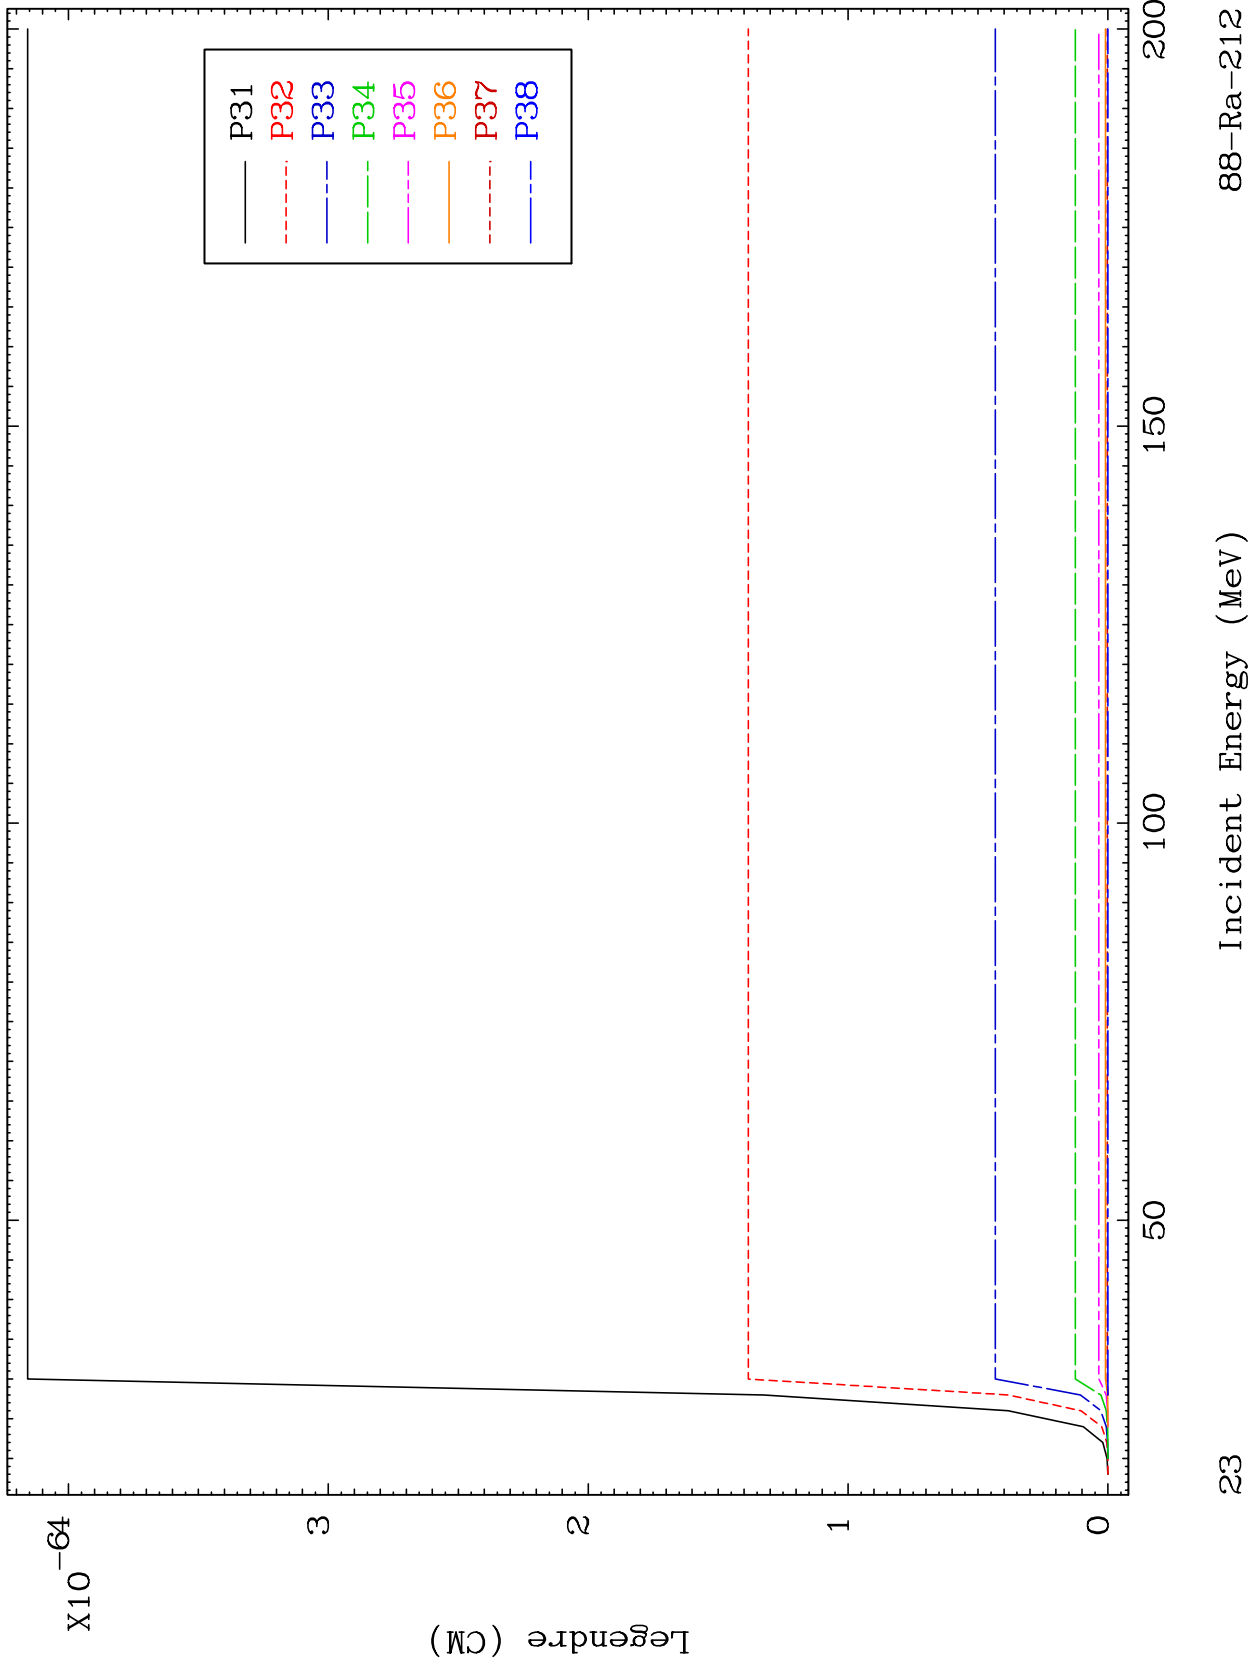 X10⁻⁶4
3
2
1
0
Legendre (CM)
P31
P32
P33
P34
P35
P36
P37
P38
50
100
150
200
Incident Energy (MeV)
23
88-Ra-212